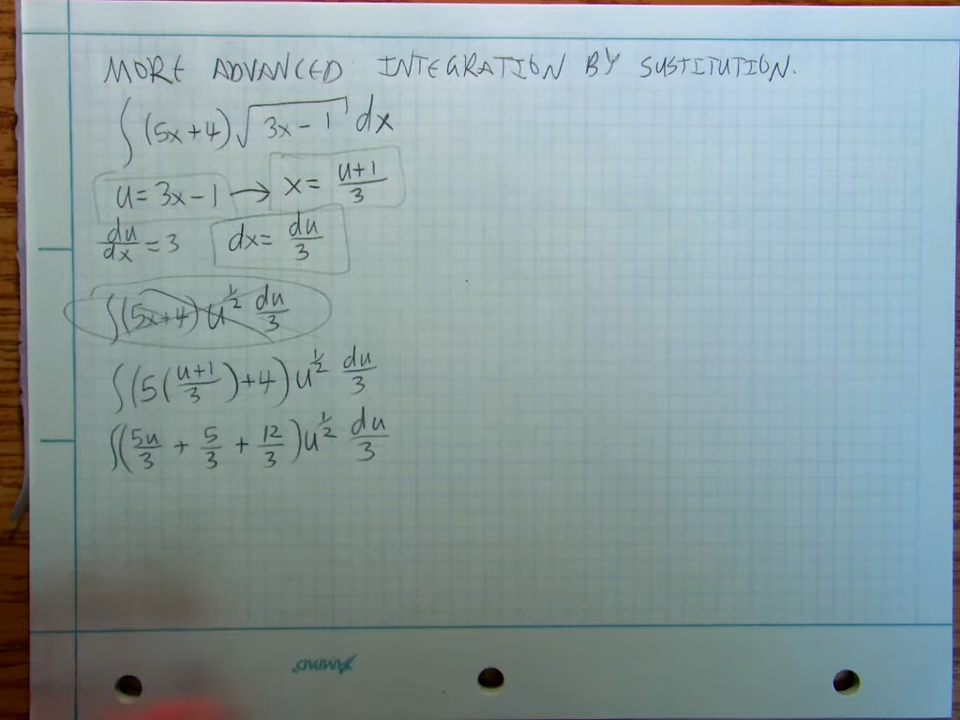 MORE ADVANCED INTEGRATION BY SUSTITUTION.
∫(5x+4)√(3x-1) dx
u=3x-1 → x= (u+1)/3
du/dx =3 dx= du/3
∫(5x+4) u^(1/2) du/3
∫(5((u+1)/3)+4)u^(1/2) du/3
∫(5u/3 + 5/3 + 12/3)u^(1/2) du/3
AMPAD